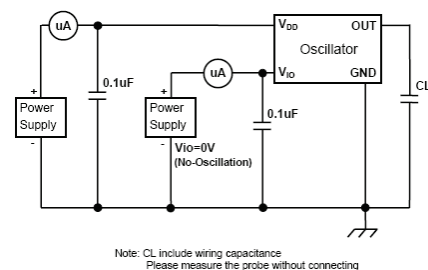 uA
VDD
OUT
Oscillator
0.1uF
uA
VIO
GND
CL
+
Power
Supply
-
+
Power
Supply
-
0.1uF
Vio=0V
(No-Oscillation)
Note: CL include wiring capacitance
Please measure the probe without connecting